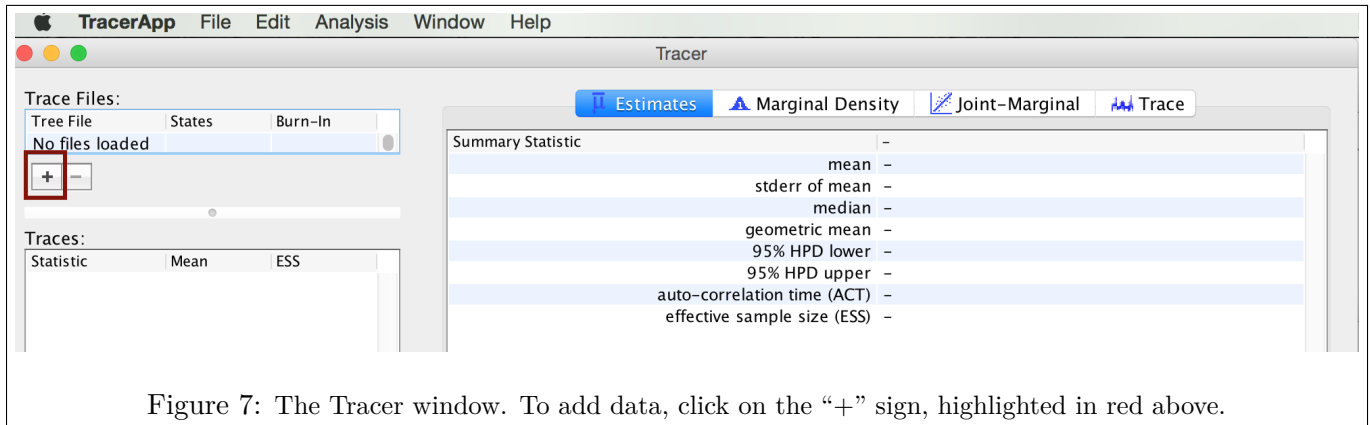 TracerApp File Edit Analysis Window Help
Tracer
Trace Files:
Tree File States Burn-In
No files loaded
+ -
Traces:
Statistic Mean ESS
μ Estimates Marginal Density Joint-Marginal Trace
Summary Statistic -
mean -
stderr of mean -
median -
geometric mean -
95% HPD lower -
95% HPD upper -
auto-correlation time (ACT) -
effective sample size (ESS) -
Figure 7: The Tracer window. To add data, click on the “+” sign, highlighted in red above.